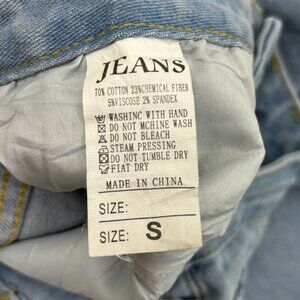 JEANS
70% COTTON 23%CHEMICAL FIBER
5%VISCOSE 2% SPANDEX
WASHINC WITH HAND
DO NOT MCHINE WASH
DO NOT BLEACH
STEAM PRESSING
DO NOT TUMBLE DRY
FIAT DRY
MADE IN CHINA
SIZE:
SIZE: S